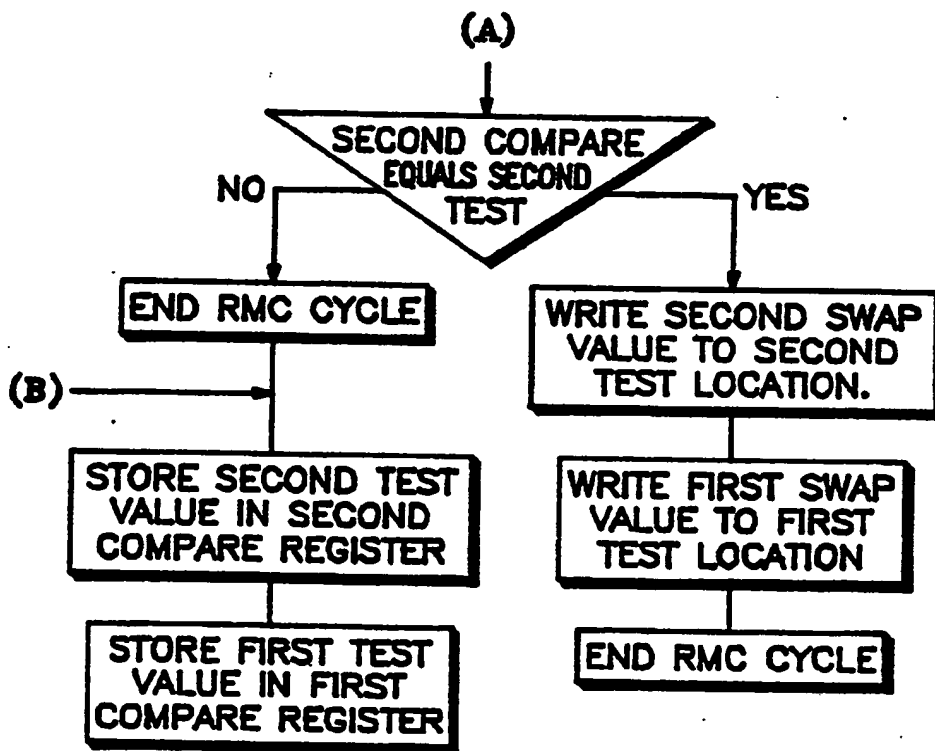 (A)
SECOND COMPARE
EQUALS SECOND
TEST
NO
YES
END RMC CYCLE
(B)
STORE SECOND TEST
VALUE IN SECOND
COMPARE REGISTER
STORE FIRST TEST
VALUE IN FIRST
COMPARE REGISTER
WRITE SECOND SWAP
VALUE TO SECOND
TEST LOCATION.
WRITE FIRST SWAP
VALUE TO FIRST
TEST LOCATION
END RMC CYCLE